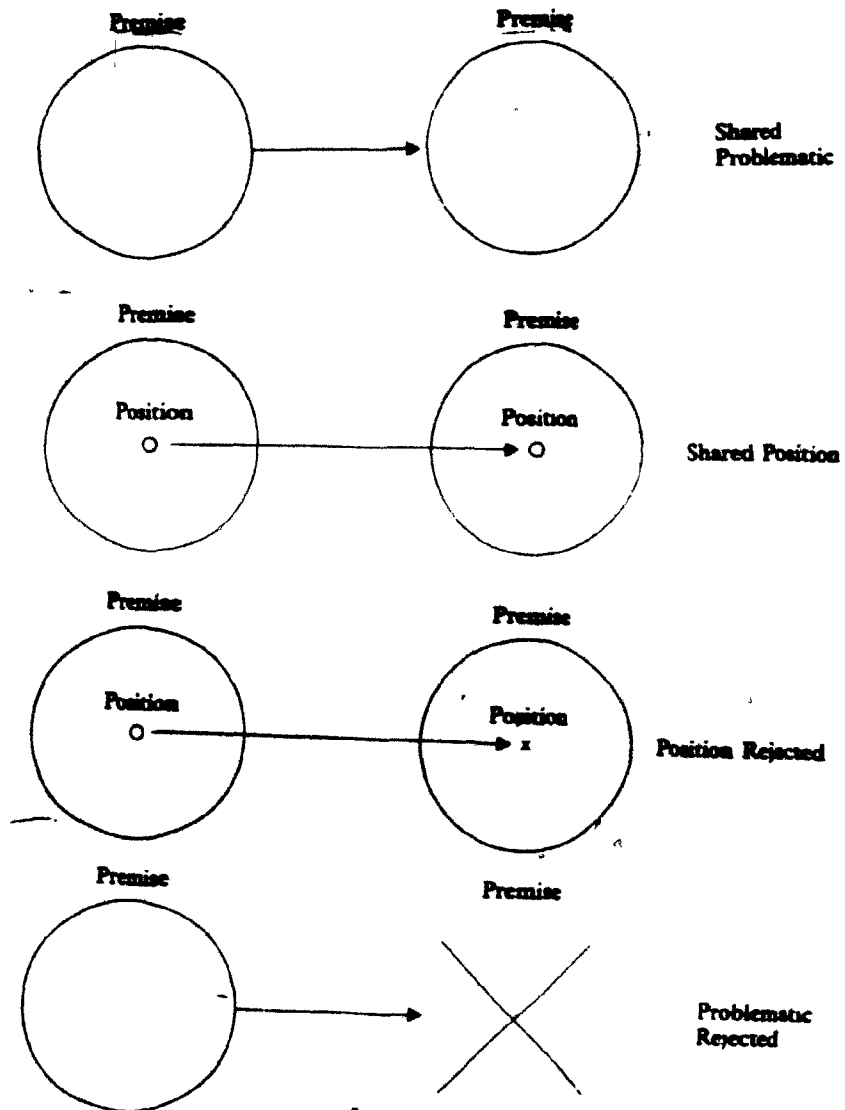 Premise
Premise
Shared
Problematic
Premise
Premise
Position
Position
Shared Position
Premise
Premise
Position
Position
x
Position Rejected
Premise
Premise
Problematic
Rejected